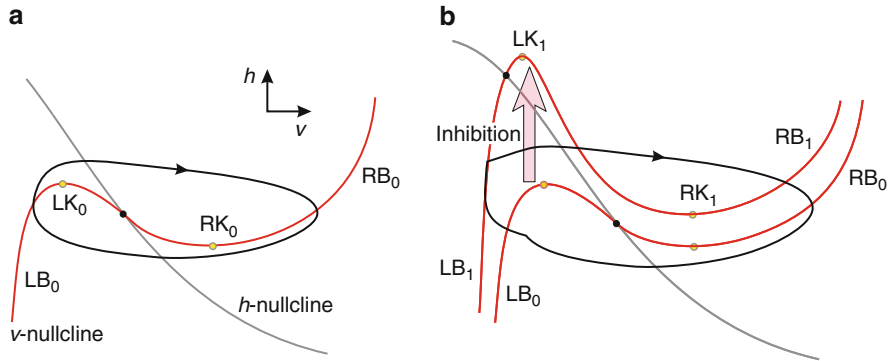 a
h
v
LK0
RK0
RB0
LB0
h-nullcline
v-nullcline
b
LK1
Inhibition
RB1
RB0
RK1
LB1
LB0